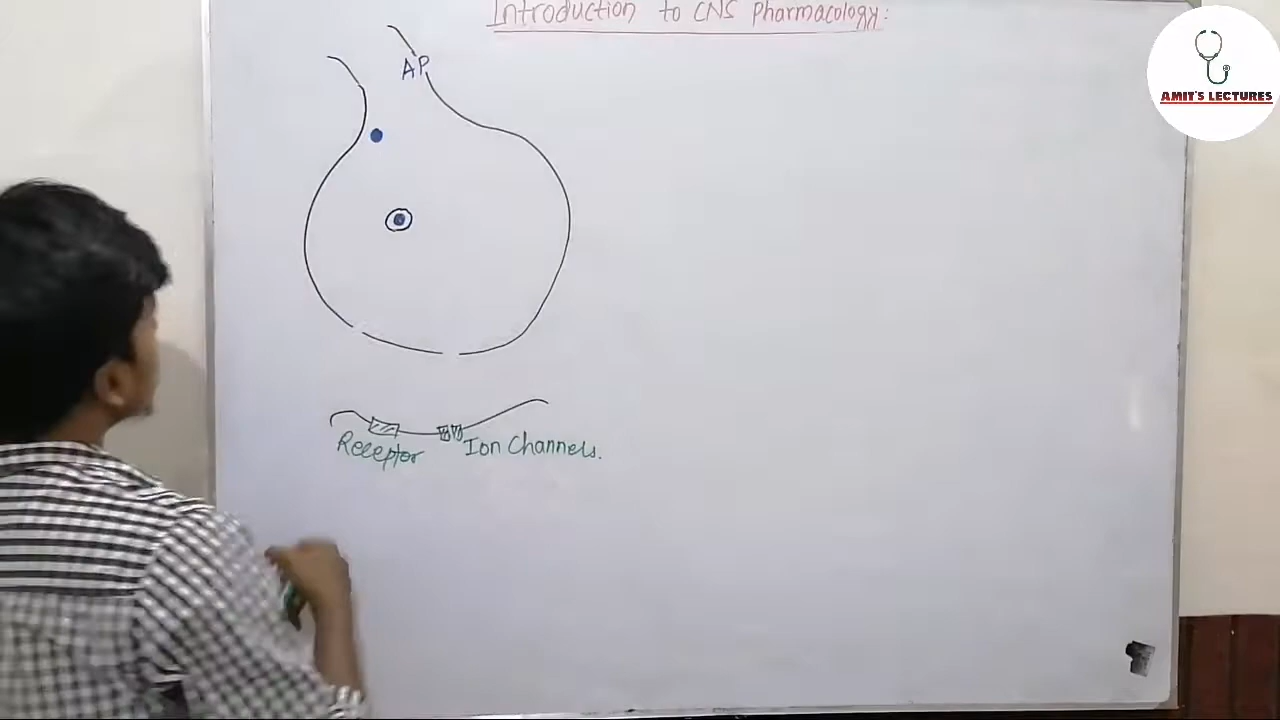 Introduction to CNS Pharmacology:
AP
AMIT'S LECTURES
Receptor
Ion Channels.